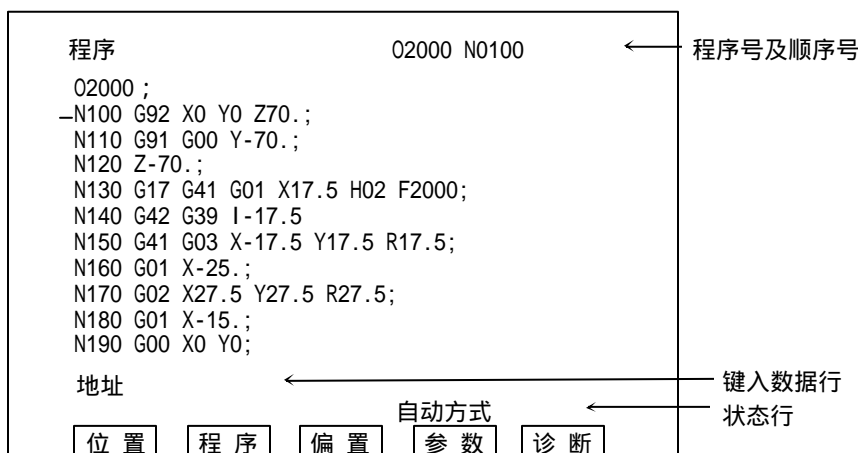 程序 O2000 N0100 程序号及顺序号
O2000;
N100 G92 X0 Y0 Z70.;
N110 G91 G00 Y-70.;
N120 Z-70.;
N130 G17 G41 G01 X17.5 H02 F2000;
N140 G42 G39 I-17.5
N150 G41 G03 X-17.5 Y17.5 R17.5;
N160 G01 X-25.;
N170 G02 X27.5 Y27.5 R27.5;
N180 G01 X-15.;
N190 G00 X0 Y0;
地址 键入数据行
自动方式 状态行
位 置 程 序 偏 置 参 数 诊 断